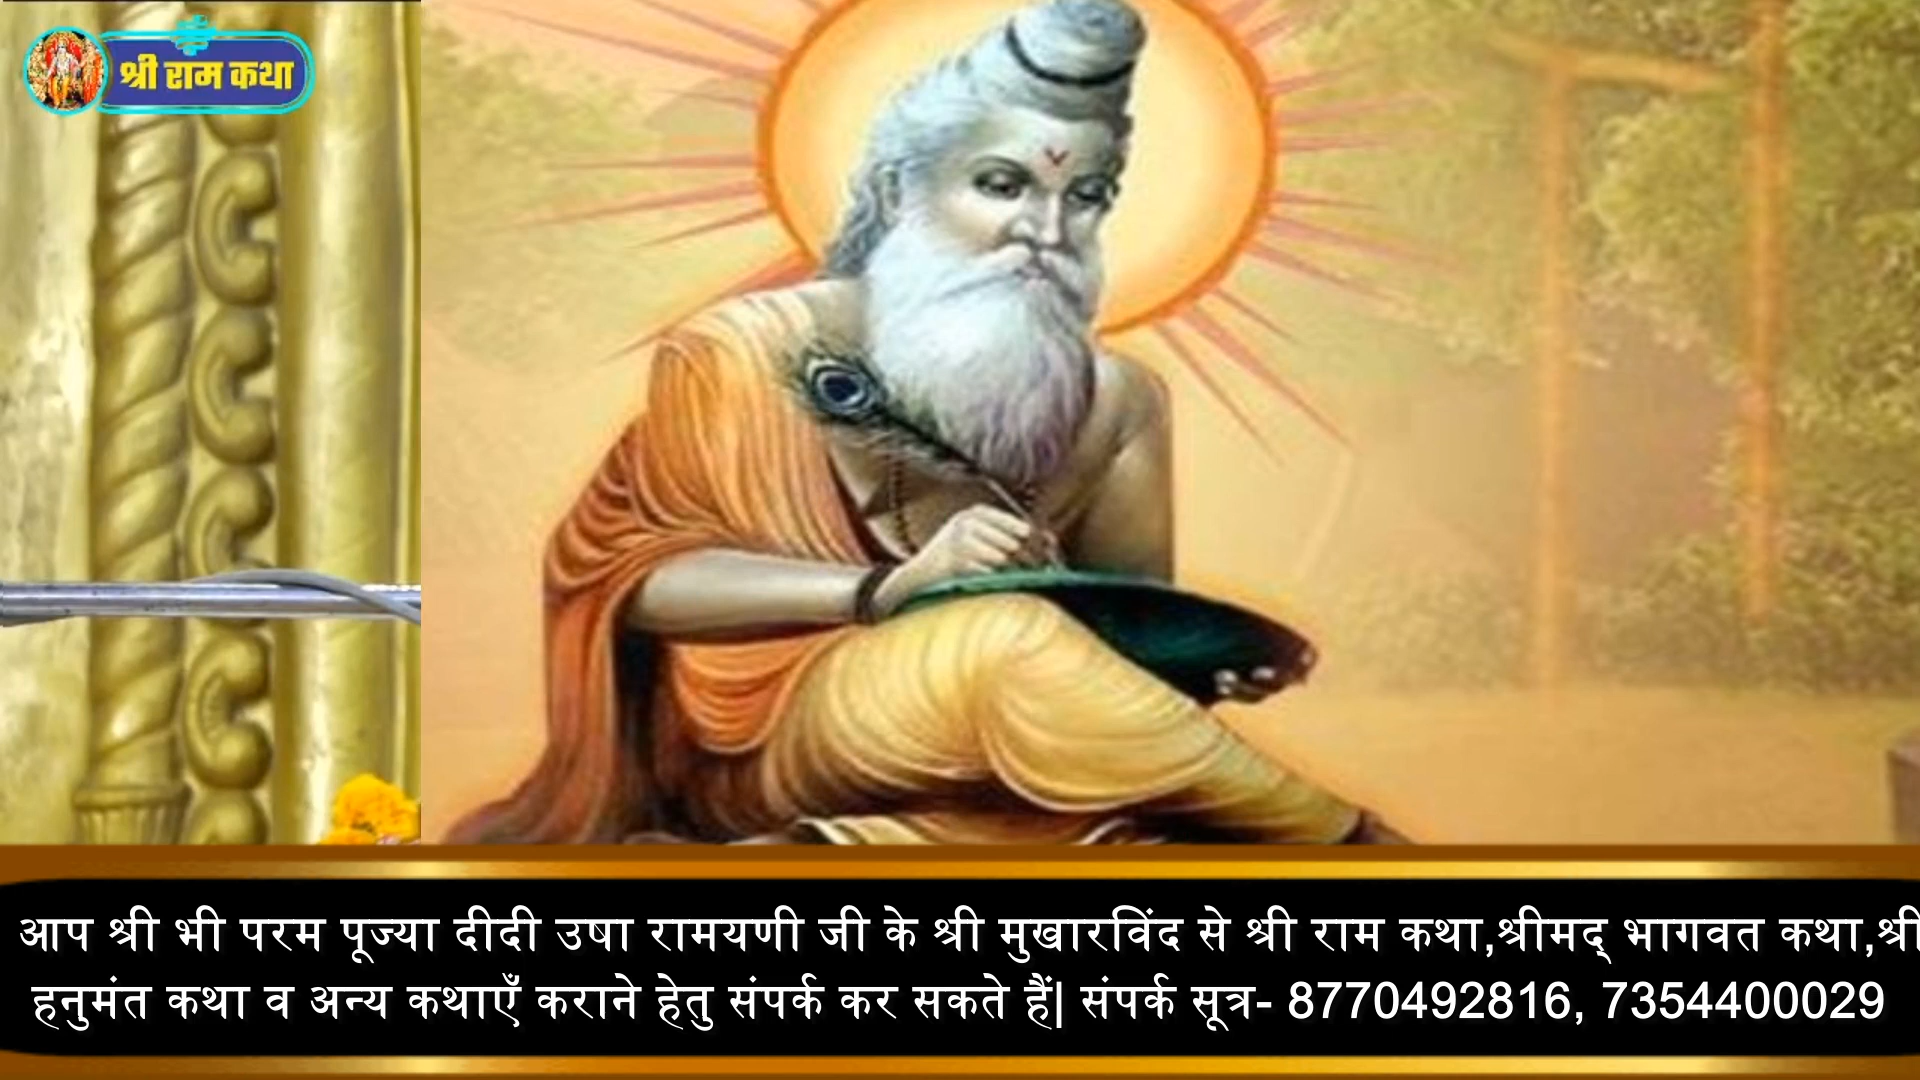 श्री राम कथा
आप श्री भी परम पूज्या दीदी उषा रामयणी जी के श्री मुखारविंद से श्री राम कथा,श्रीमद् भागवत कथा,श्री
हनुमंत कथा व अन्य कथाएँ कराने हेतु संपर्क कर सकते हैं| संपर्क सूत्र- 8770492816, 7354400029